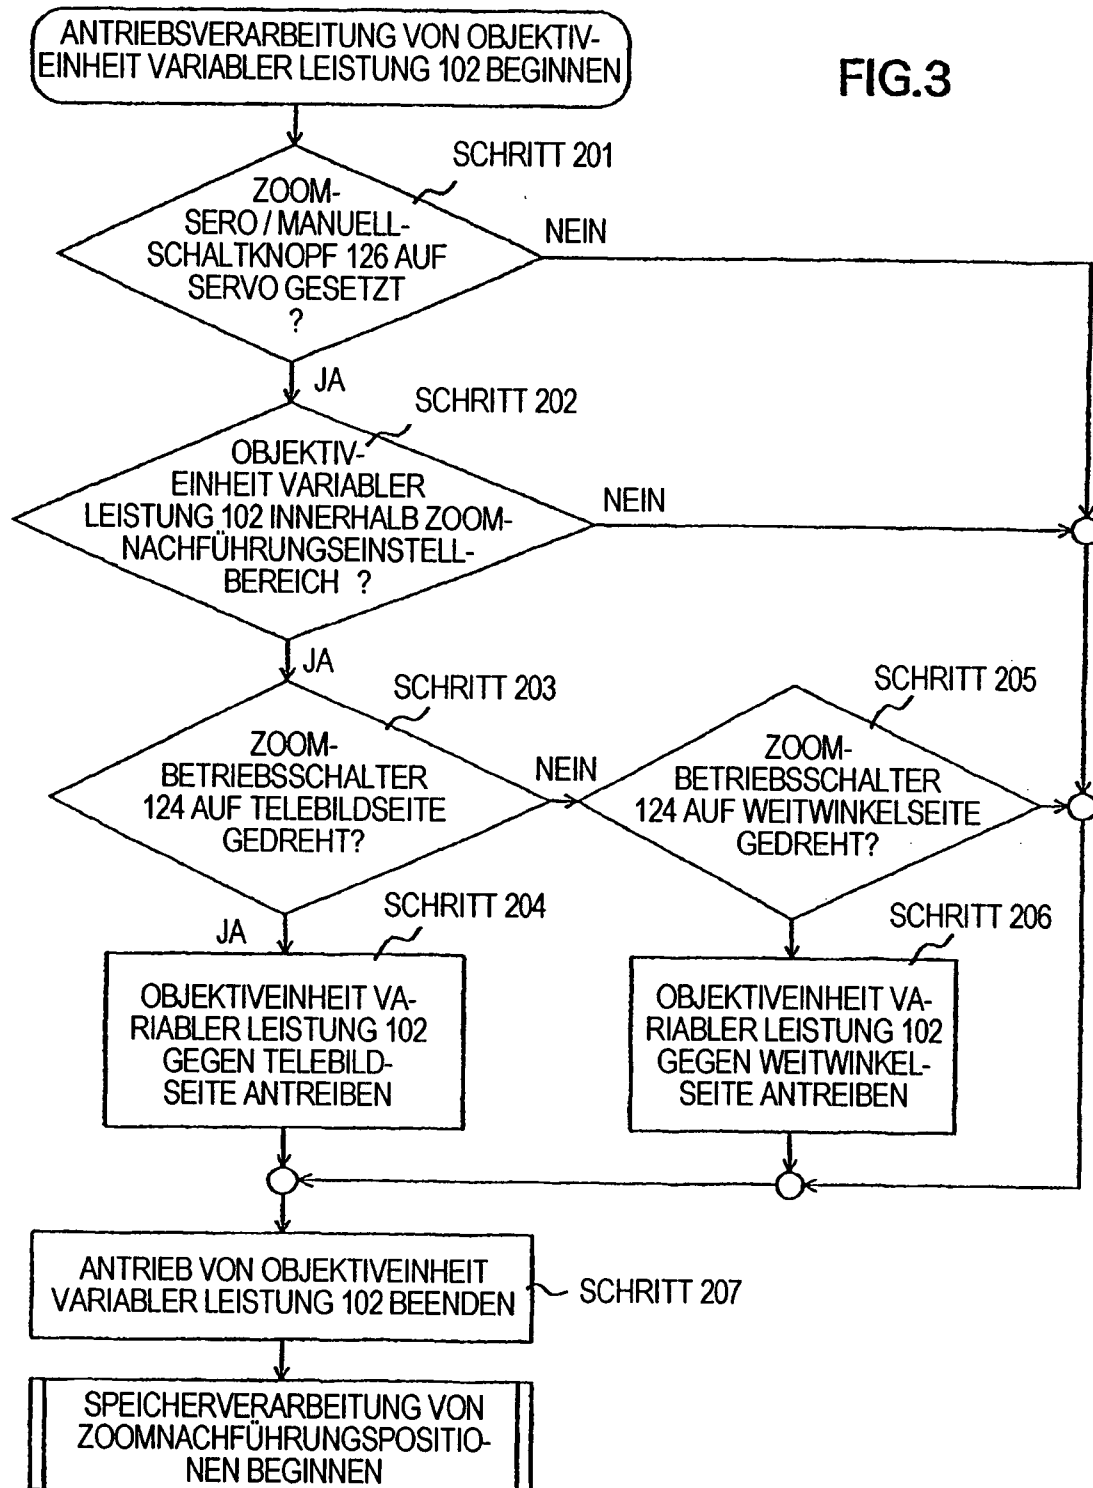 ANTRIEBSVERARBEITUNG VON OBJEKTIV-
EINHEIT VARIABLER LEISTUNG 102 BEGINNEN
FIG.3
SCHRITT 201
ZOOM-
SERO / MANUELL-
SCHALTKNOPF 126 AUF
SERVO GESETZT
?
NEIN
JA
SCHRITT 202
OBJEKTIV-
EINHEIT VARIABLER
LEISTUNG 102 INNERHALB ZOOM-
NACHFÜHRUNGSEINSTELL-
BEREICH ?
NEIN
JA
SCHRITT 203
ZOOM-
BETRIEBSSCHALTER
124 AUF TELEBILDSEITE
GEDREHT?
NEIN
SCHRITT 205
ZOOM-
BETRIEBSSCHALTER
124 AUF WEITWINKELSEITE
GEDREHT?
JA
SCHRITT 204
OBJEKTIVEINHEIT VA-
RIABLER LEISTUNG 102
GEGEN TELEBILD-
SEITE ANTREIBEN
SCHRITT 206
OBJEKTIVEINHEIT VA-
RIABLER LEISTUNG 102
GEGEN WEITWINKEL-
SEITE ANTREIBEN
ANTRIEB VON OBJEKTIVEINHEIT
VARIABLER LEISTUNG 102 BEENDEN
SCHRITT 207
SPEICHERVERARBEITUNG VON
ZOOMNACHFÜHRUNGSPOSITIO-
NEN BEGINNEN